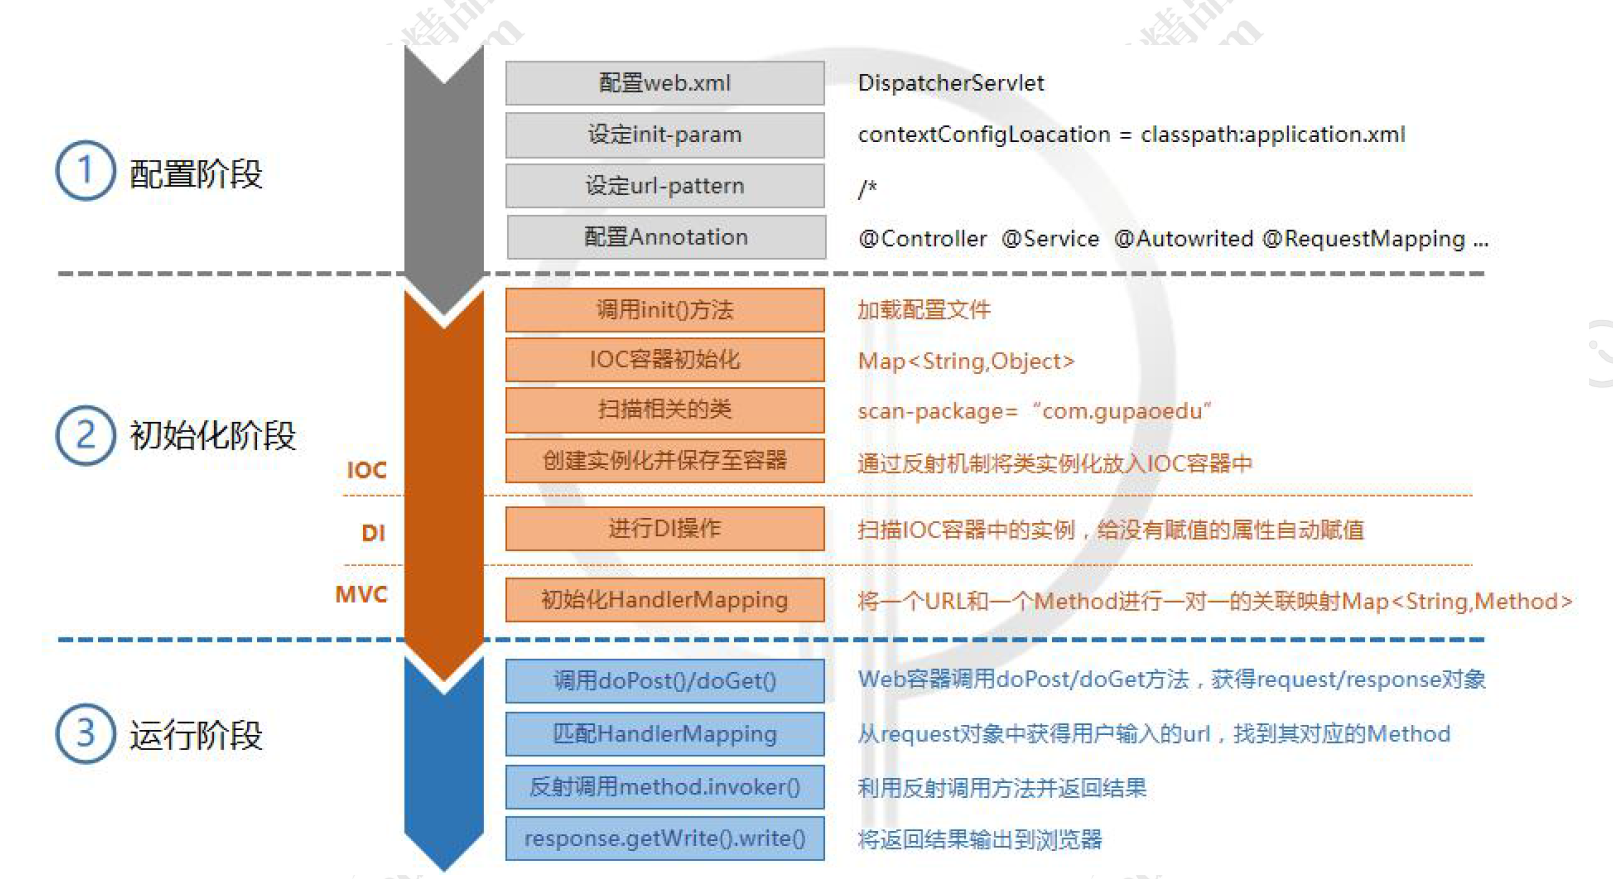 精品
精品
配置web.xml DispatcherServlet
设定init-param contextConfigLoacation = classpath:application.xml
① 配置阶段
设定url-pattern /*
配置Annotation @Controller @Service @Autowrited @RequestMapping ...
调用init()方法 加载配置文件
IOC容器初始化 Map<String,Object>
扫描相关的类 scan-package= “com.gupaoedu”
② 初始化阶段
创建实例化并保存至容器 通过反射机制将类实例化放入IOC容器中
IOC
DI 进行DI操作 扫描IOC容器中的实例，给没有赋值的属性自动赋值
MVC 初始化HandlerMapping 将一个URL和一个Method进行一对一的关联映射Map<String,Method>
调用doPost()/doGet() Web容器调用doPost/doGet方法，获得request/response对象
③ 运行阶段 匹配HandlerMapping 从request对象中获得用户输入的url，找到其对应的Method
反射调用method.invoker() 利用反射调用方法并返回结果
response.getWrite().write() 将返回结果输出到浏览器